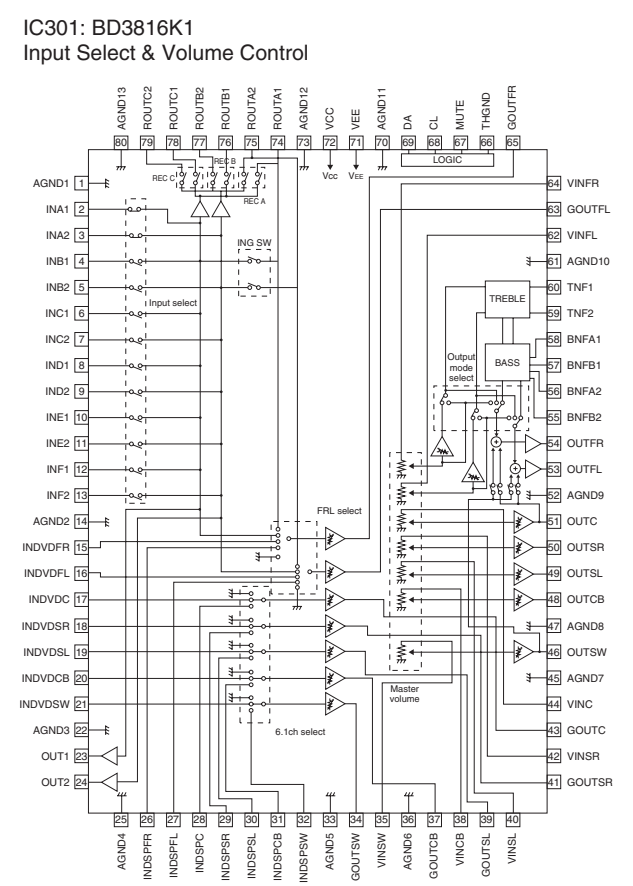 IC301: BD3816K1
Input Select & Volume Control
AGND13
ROUTC2
ROUTC1
ROUTB2
ROUTB1
ROUTA2
ROUTA1
AGND12
VCC
VEE
AGND11
DA
CL
MUTE
THGND
GOUTFR
80 79 78 77 76 75 74 73 72 71 70 69 68 67 66 65
LOGIC
Vcc
VEE
REC B
REC C
REC A
AGND1 1
INA1 2
INA2 3
INB1 4
INB2 5
INC1 6
INC2 7
IND1 8
IND2 9
INE1 10
INE2 11
INF1 12
INF2 13
AGND2 14
INDVDFR 15
INDVDFL 16
INDVDC 17
INDVDSR 18
INDVDSL 19
INDVDCB 20
INDVDSW 21
AGND3 22
OUT1 23
OUT2 24
ING SW
Input select
FRL select
6.1ch select
Master
volume
Output
mode
select
TREBLE
BASS
64 VINFR
63 GOUTFL
62 VINFL
61 AGND10
60 TNF1
59 TNF2
58 BNFA1
57 BNFB1
56 BNFA2
55 BNFB2
54 OUTFR
53 OUTFL
52 AGND9
51 OUTC
50 OUTSR
49 OUTSL
48 OUTCB
47 AGND8
46 OUTSW
45 AGND7
44 VINC
43 GOUTC
42 VINSR
41 GOUTSR
25 26 27 28 29 30 31 32 33 34 35 36 37 38 39 40
AGND4
INDSPFR
INDSPFL
INDSPC
INDSPSR
INDSPSL
INDSPCB
INDSPSW
AGND5
GOUTSW
VINSW
AGND6
GOUTCB
VINCB
GOUTSL
VINSL